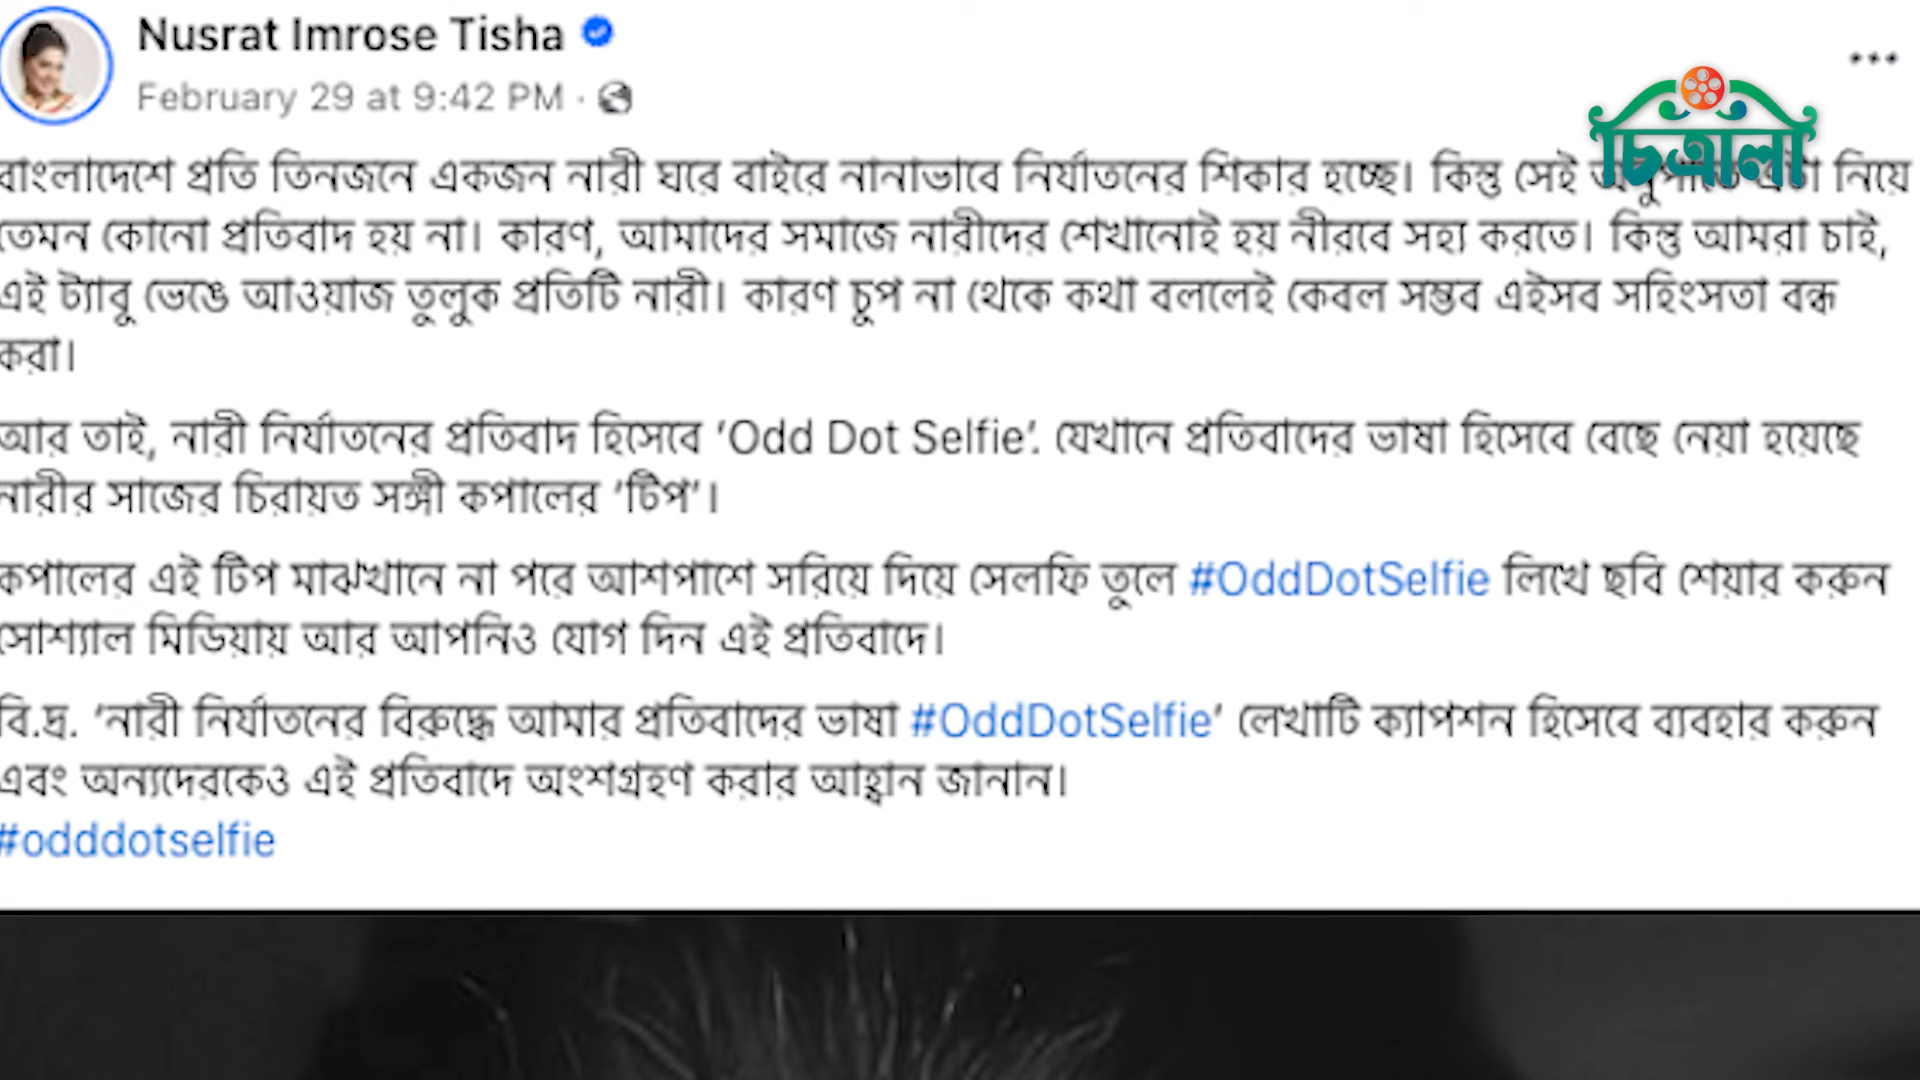 Nusrat Imrose Tisha
February 29 at 9:42 PM
চিত্রালী
বাংলাদেশে প্রতি তিনজনে একজন নারী ঘরে বাইরে নানাভাবে নির্যাতনের শিকার হচ্ছে। কিন্তু সেই নিয়ে
তেমন কোনো প্রতিবাদ হয় না। কারণ, আমাদের সমাজে নারীদের শেখানোই হয় নীরবে সহ্য করতে। কিন্তু আমরা চাই,
এই ট্যাবু ভেঙে আওয়াজ তুলুক প্রতিটি নারী। কারণ চুপ না থেকে কথা বললেই কেবল সম্ভব এইসব সহিংসতা বন্ধ
করা।
আর তাই, নারী নির্যাতনের প্রতিবাদ হিসেবে ‘Odd Dot Selfie’. যেখানে প্রতিবাদের ভাষা হিসেবে বেছে নেয়া হয়েছে
নারীর সাজের চিরায়ত সঙ্গী কপালের ‘টিপ’।
কপালের এই টিপ মাঝখানে না পরে আশপাশে সরিয়ে দিয়ে সেলফি তুলে #OddDotSelfie লিখে ছবি শেয়ার করুন
সোশ্যাল মিডিয়ায় আর আপনিও যোগ দিন এই প্রতিবাদে।
বি.দ্র. ‘নারী নির্যাতনের বিরুদ্ধে আমার প্রতিবাদের ভাষা #OddDotSelfie’ লেখাটি ক্যাপশন হিসেবে ব্যবহার করুন
এবং অন্যদেরকেও এই প্রতিবাদে অংশগ্রহণ করার আহ্বান জানান।
#odddotselfie